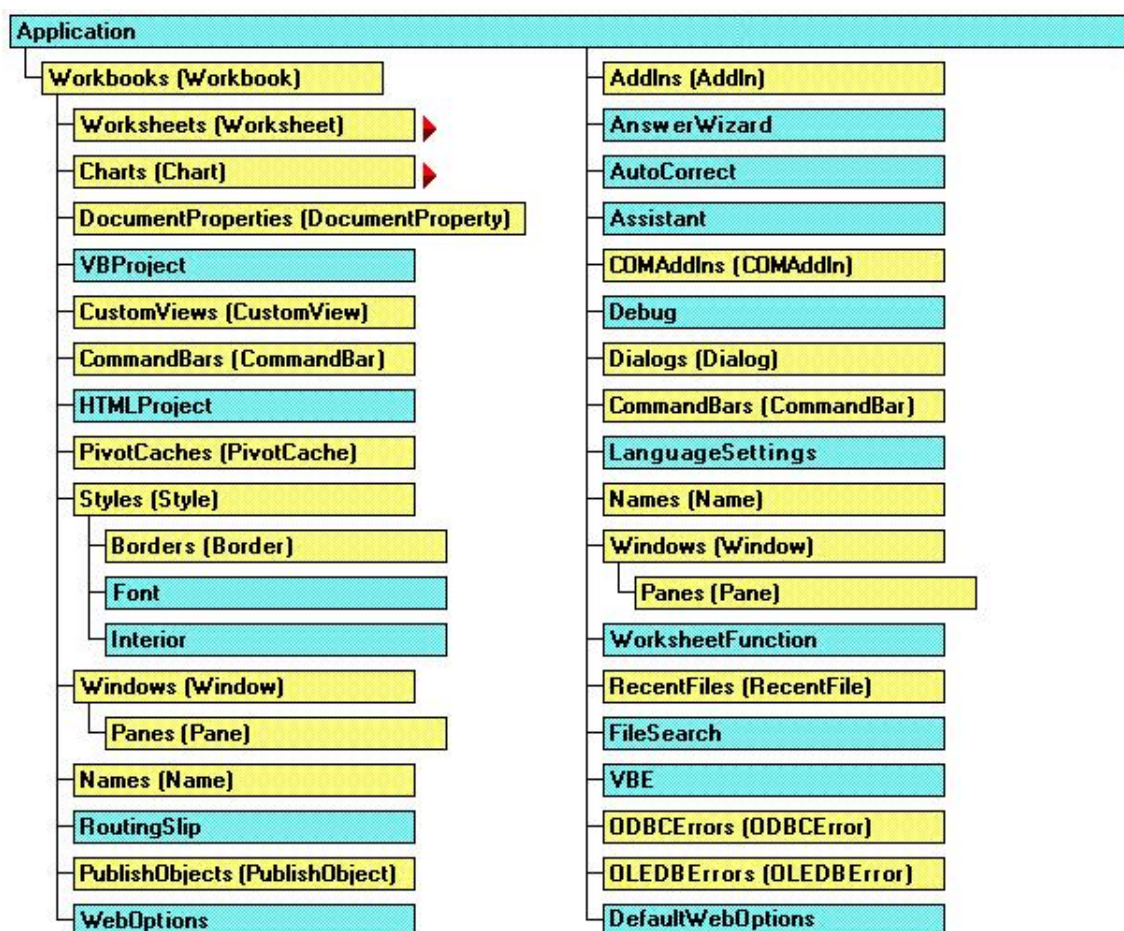 Application
Workbooks (Workbook)
Worksheets (Worksheet)
Charts (Chart)
DocumentProperties (DocumentProperty)
VBProject
CustomViews (CustomView)
CommandBars (CommandBar)
HTMLProject
PivotCaches (PivotCache)
Styles (Style)
Borders (Border)
Font
Interior
Windows (Window)
Panes (Pane)
Names (Name)
RoutingSlip
PublishObjects (PublishObject)
WebOptions
AddIns (AddIn)
AnswerWizard
AutoCorrect
Assistant
COMAddIns (COMAddIn)
Debug
Dialogs (Dialog)
CommandBars (CommandBar)
LanguageSettings
Names (Name)
Windows (Window)
Panes (Pane)
WorksheetFunction
RecentFiles (RecentFile)
FileSearch
VBE
ODBCErrors (ODBCError)
OLEDBErrors (OLEDBError)
DefaultWebOptions